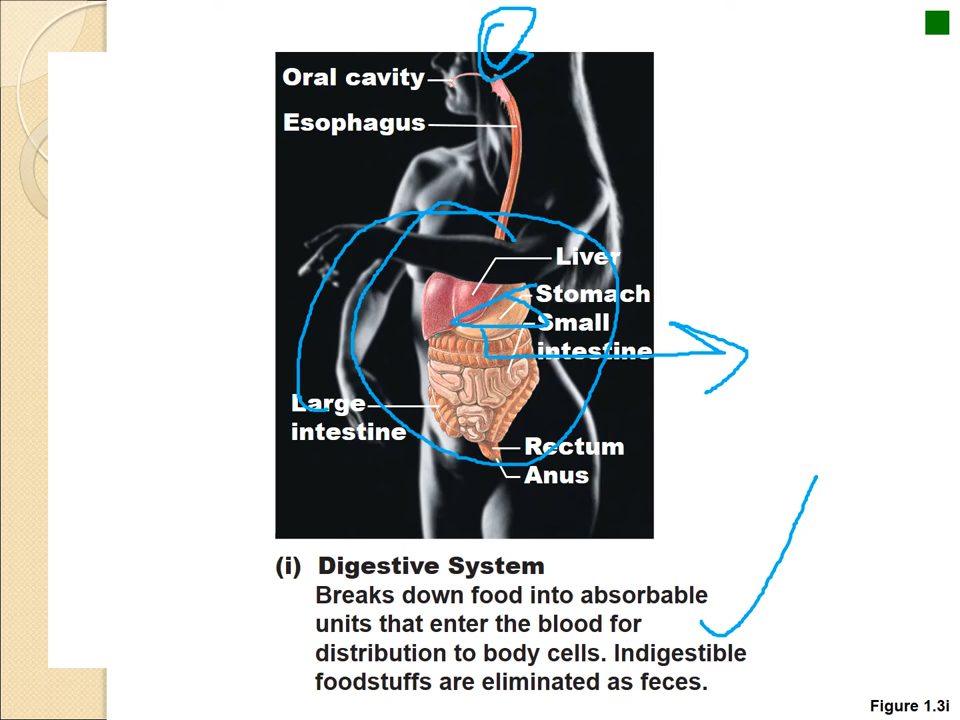 Oral cavity
Esophagus
Liver
Stomach
Small
intestine
Large
intestine
Rectum
Anus
(i) Digestive System
Breaks down food into absorbable
units that enter the blood for
distribution to body cells. Indigestible
foodstuffs are eliminated as feces.
Figure 1.3i